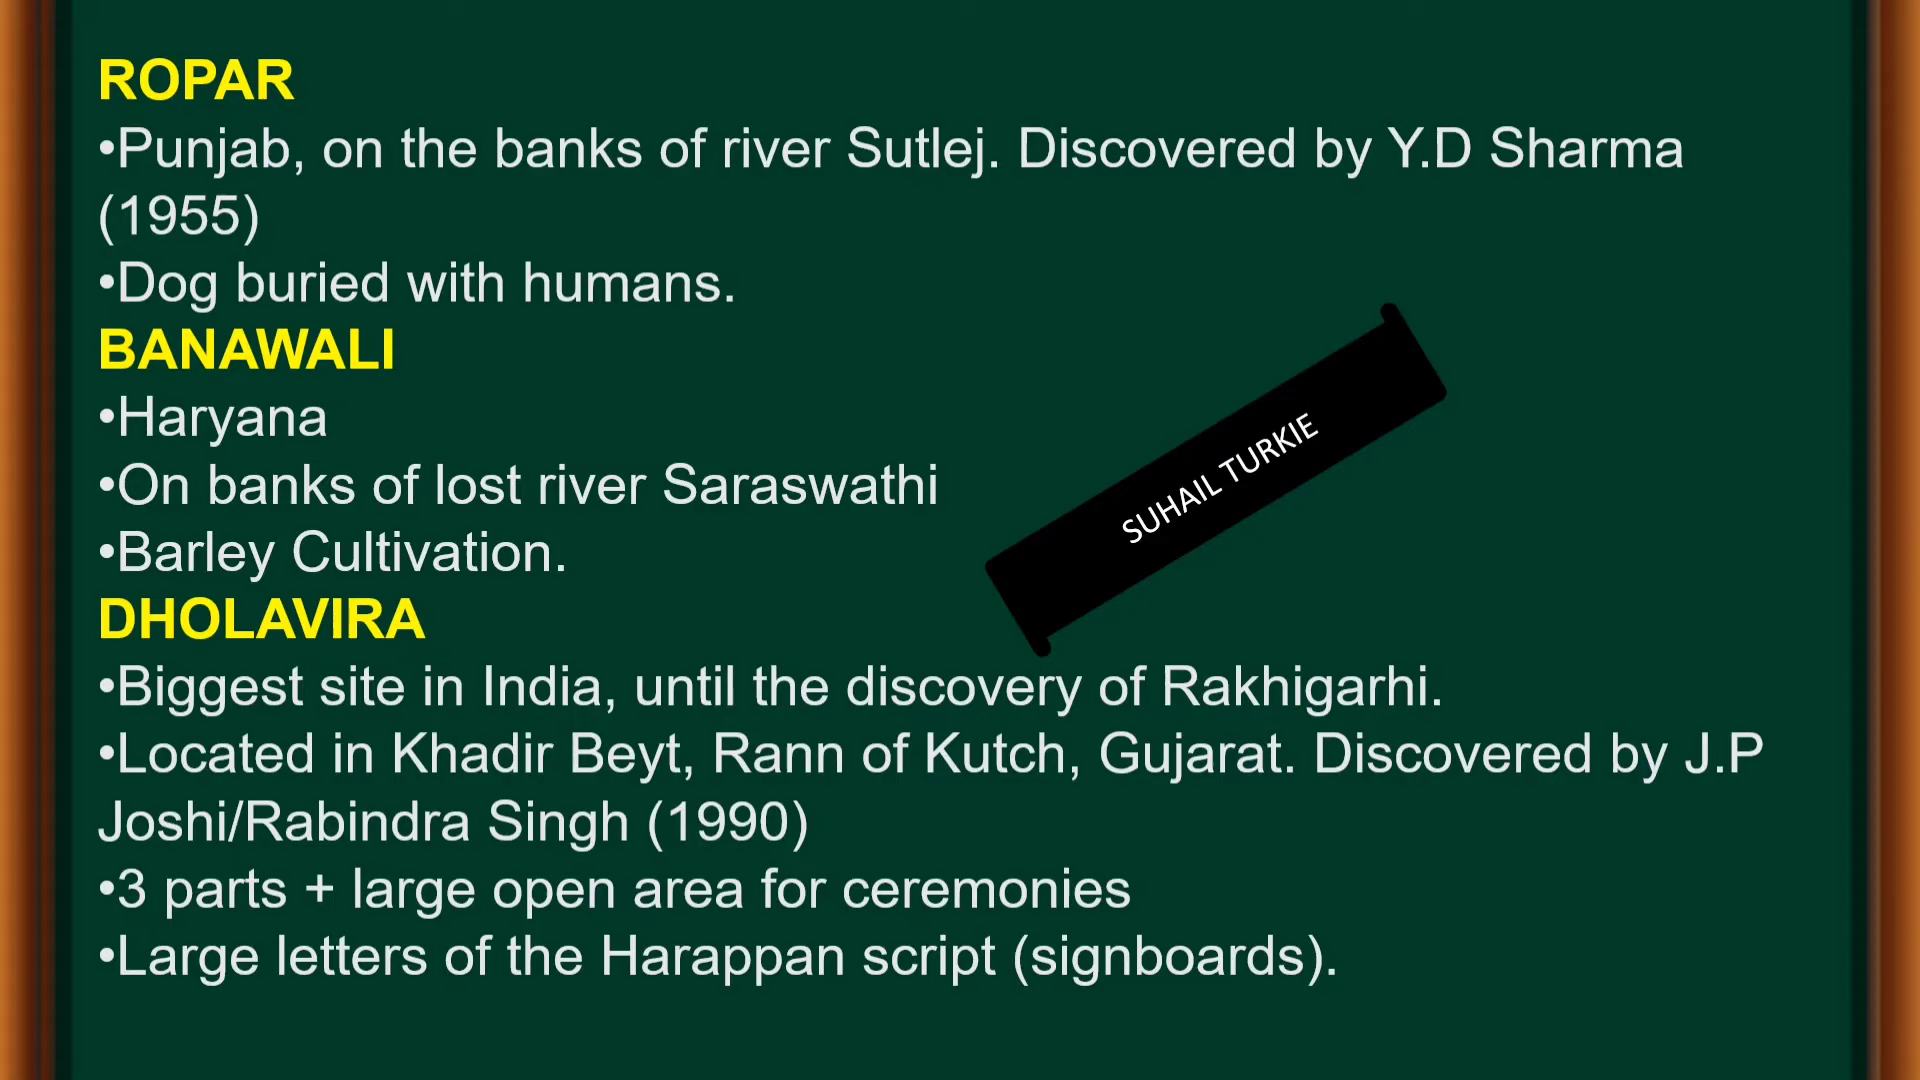 ROPAR
•Punjab, on the banks of river Sutlej. Discovered by Y.D Sharma
(1955)
•Dog buried with humans.
BANAWALI
•Haryana
•On banks of lost river Saraswathi
•Barley Cultivation.
SUHAIL TURKIE
DHOLAVIRA
•Biggest site in India, until the discovery of Rakhigarhi.
•Located in Khadir Beyt, Rann of Kutch, Gujarat. Discovered by J.P
Joshi/Rabindra Singh (1990)
•3 parts + large open area for ceremonies
•Large letters of the Harappan script (signboards).